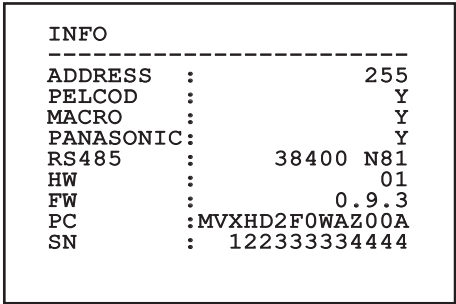 INFO
-------------------------
ADDRESS : 255
PELCOD : Y
MACRO : Y
PANASONIC: Y
RS485 : 38400 N81
HW : 01
FW : 0.9.3
PC :MVXHD2F0WAZ00A
SN : 122333334444